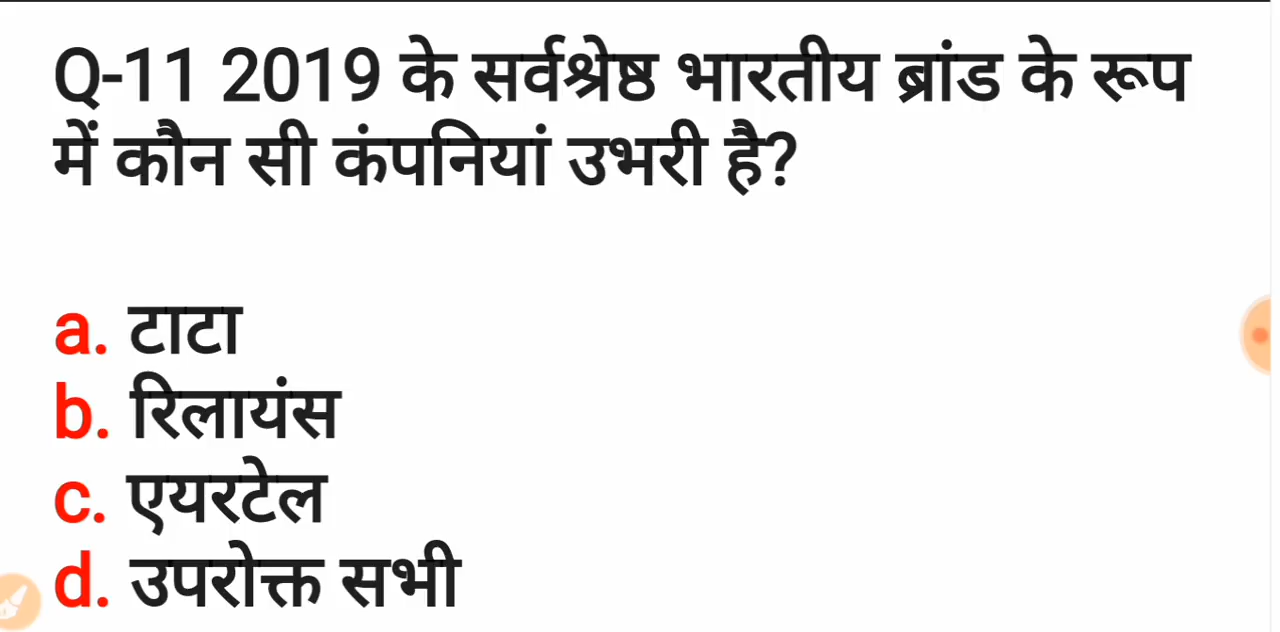 Q-11 2019 के सर्वश्रेष्ठ भारतीय ब्रांड के रूप
में कौन सी कंपनियां उभरी है?
a. टाटा
b. रिलायंस
c. एयरटेल
d. उपरोक्त सभी